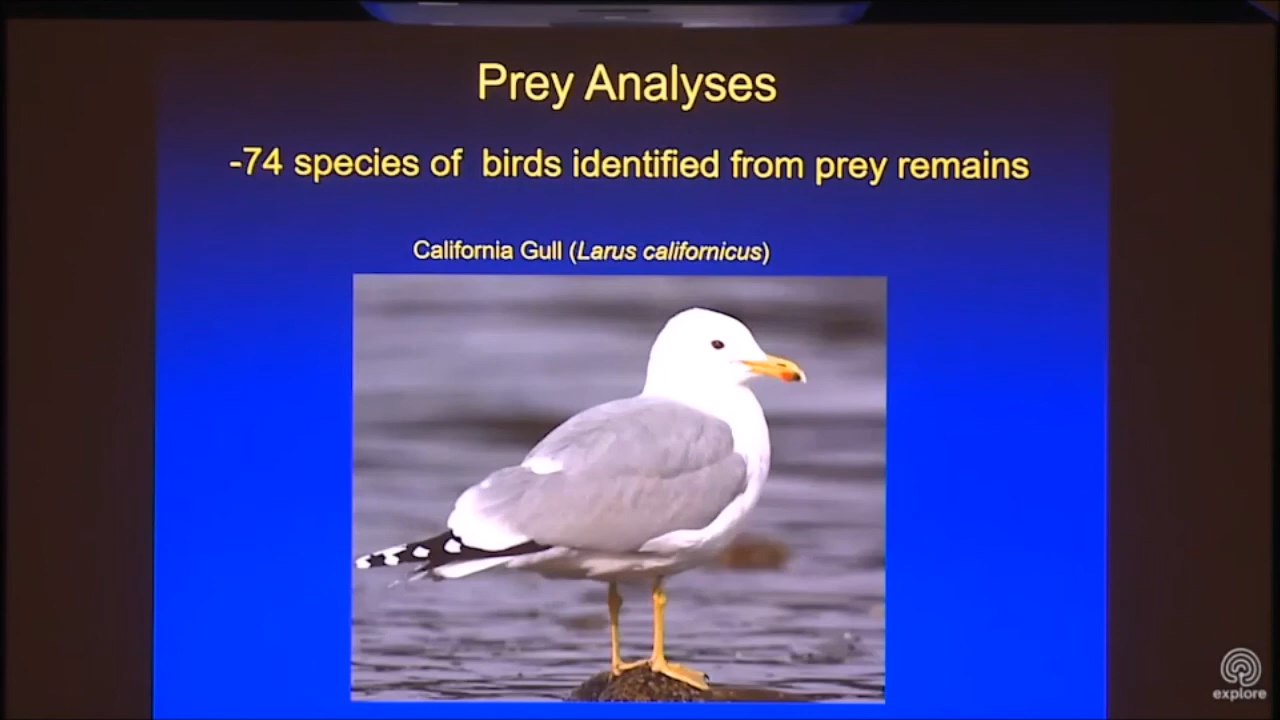 Prey Analyses
-74 species of  birds identified from prey remains
California Gull (Larus californicus)
explore